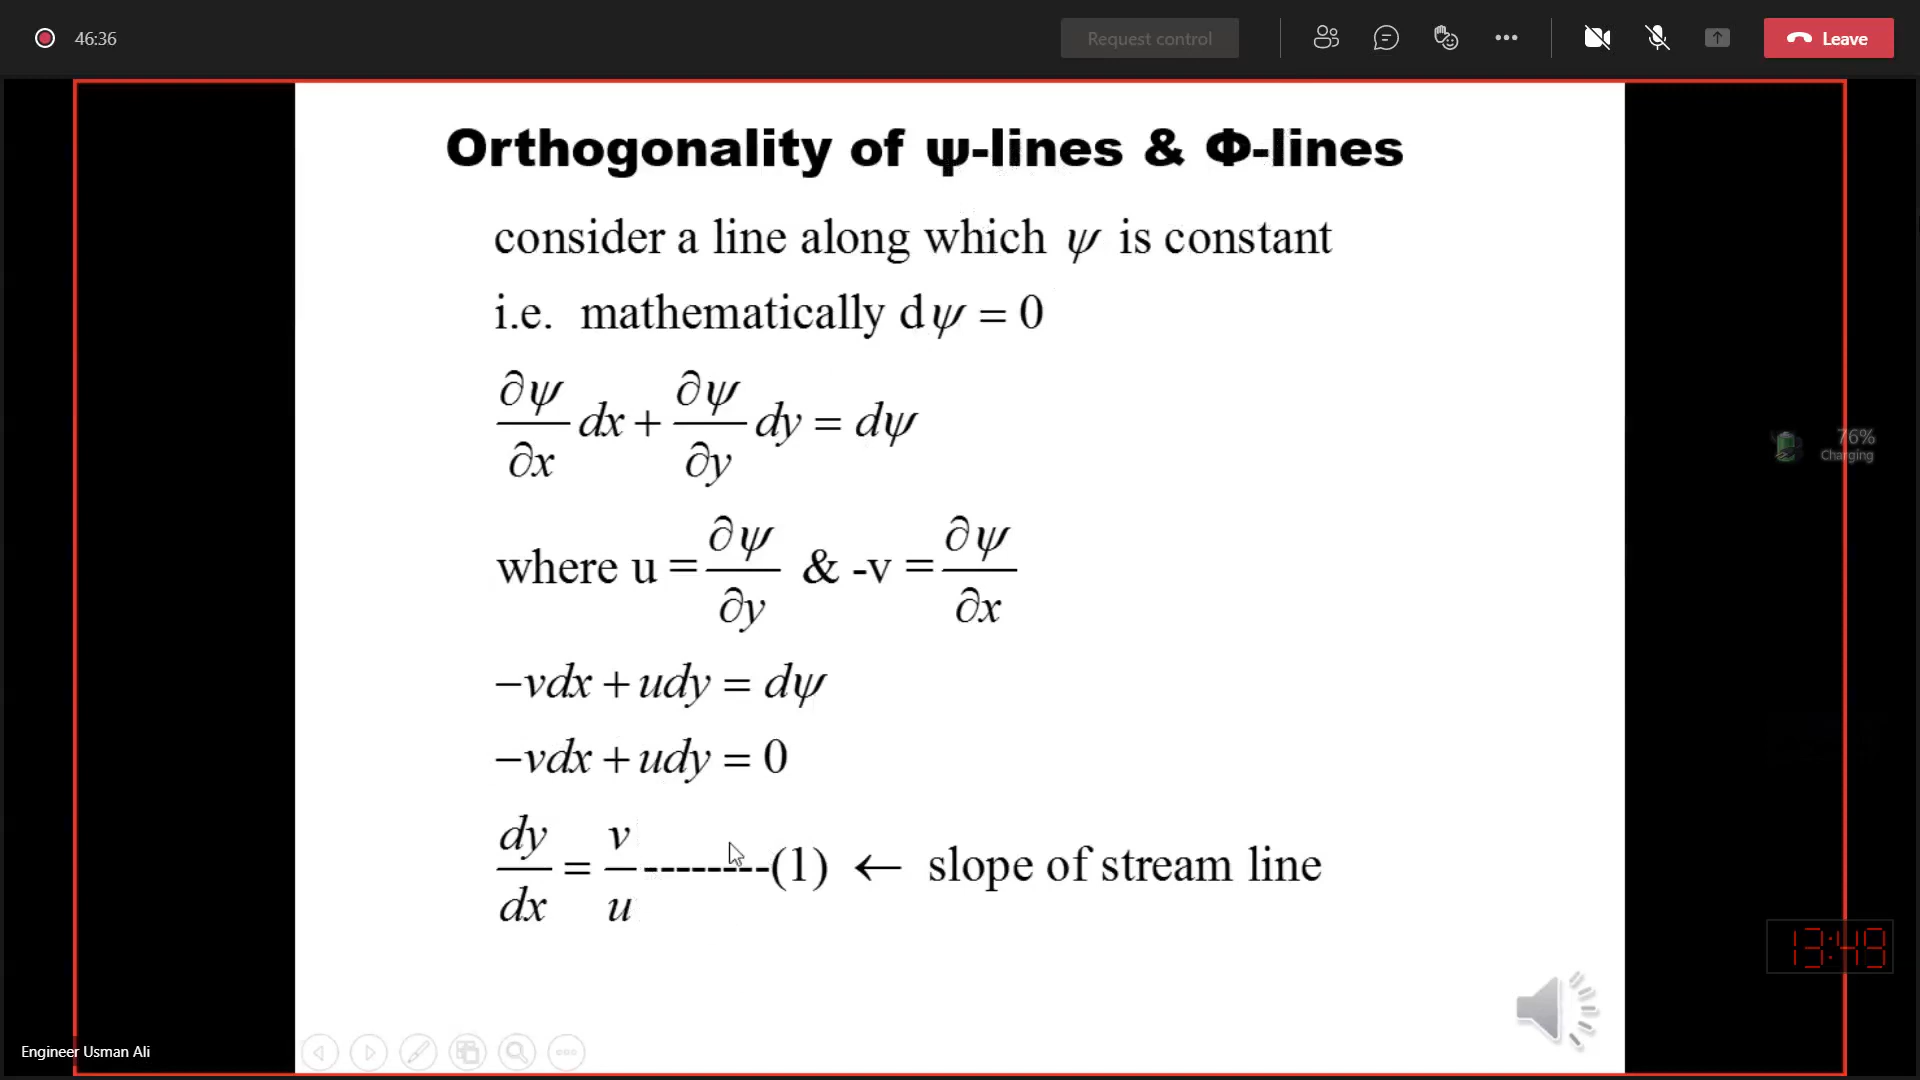 46:36
Request control
Leave
Orthogonality of ψ-lines & Φ-lines
consider a line along which ψ is constant
i.e. mathematically dψ = 0
∂ψ/∂x dx + ∂ψ/∂y dy = dψ
where u = ∂ψ/∂y & -v = ∂ψ/∂x
−vdx + udy = dψ
−vdx + udy = 0
dy/dx = v/u --------(1) ← slope of stream line
76%
Charging
13:49
Engineer Usman Ali